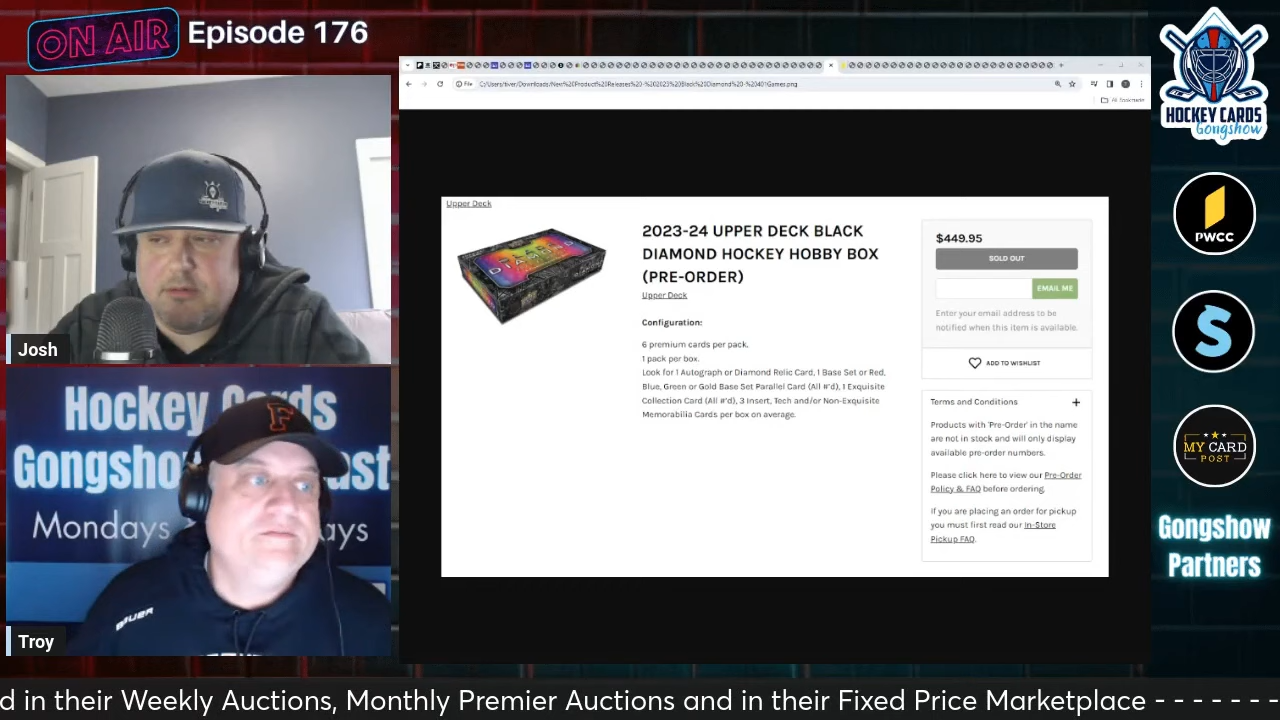 ON AIR
Episode 176
HOCKEY CARDS
Gongshow
PWCC
S
MY CARD
POST
Gongshow
Partners
Josh
Hockey Cards
Gongshow
Mondays
Troy
BAUER
F
File
All Bookmarks
Upper Deck
2023-24 UPPER DECK BLACK
DIAMOND HOCKEY HOBBY BOX
(PRE-ORDER)
Upper Deck
Configuration:
6 premium cards per pack.
1 pack per box.
Look for 1 Autograph or Diamond Relic Card, 1 Base Set or Red,
Blue, Green or Gold Base Set Parallel Card (All #'d), 1 Exquisite
Collection Card (All #'d), 3 Insert, Tech and/or Non-Exquisite
Memorabilia Cards per box on average.
$449.95
SOLD OUT
EMAIL ME
Enter your email address to be
notified when this item is available.
ADD TO WISHLIST
Terms and Conditions +
Products with 'Pre-Order' in the name
are not in stock and will only display
available pre-order numbers.
Please click here to view our Pre-Order
Policy & FAQ before ordering.
If you are placing an order for pickup
you must first read our In-Store
Pickup FAQ.
d in their Weekly Auctions, Monthly Premier Auctions and in their Fixed Price Marketplace - - - - - - -